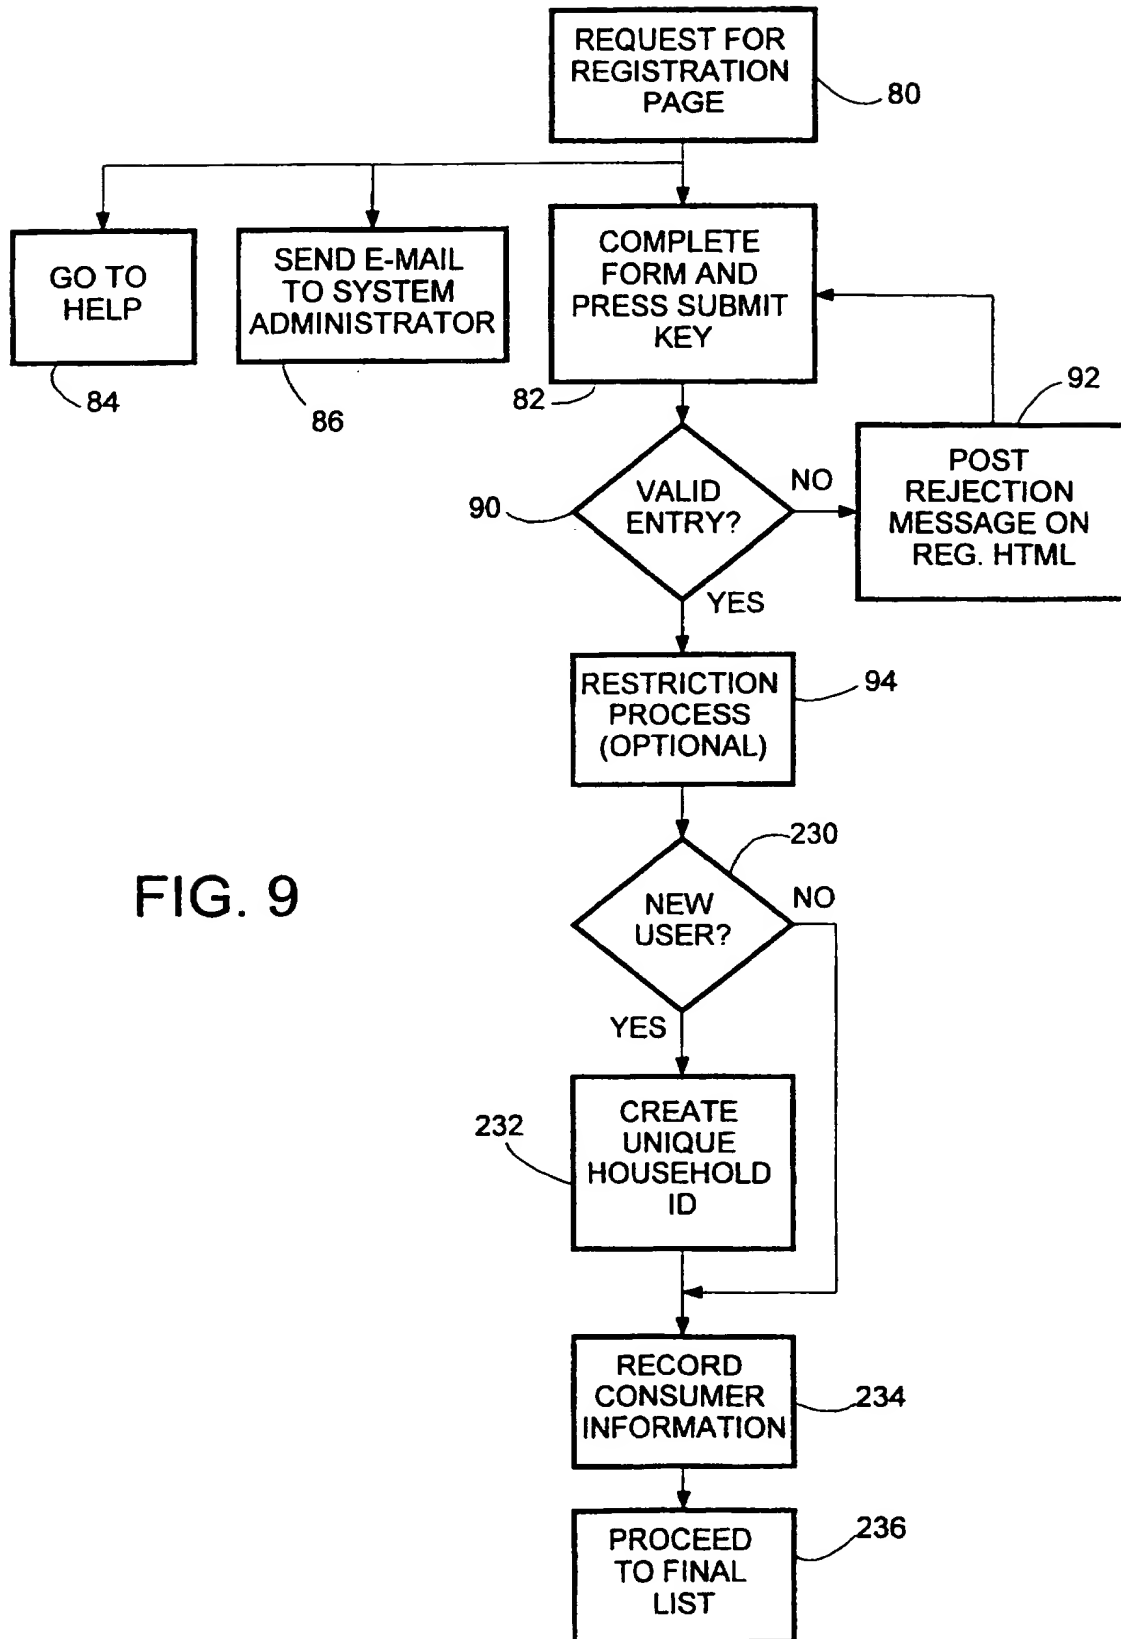 REQUEST FOR
REGISTRATION
PAGE
80
GO TO
HELP
84
SEND E-MAIL
TO SYSTEM
ADMINISTRATOR
86
COMPLETE
FORM AND
PRESS SUBMIT
KEY
82
92
POST
REJECTION
MESSAGE ON
REG. HTML
90
VALID
ENTRY?
NO
YES
RESTRICTION
PROCESS
(OPTIONAL)
94
230
FIG. 9
NEW
USER?
NO
YES
232
CREATE
UNIQUE
HOUSEHOLD
ID
RECORD
CONSUMER
INFORMATION
234
PROCEED
TO FINAL
LIST
236